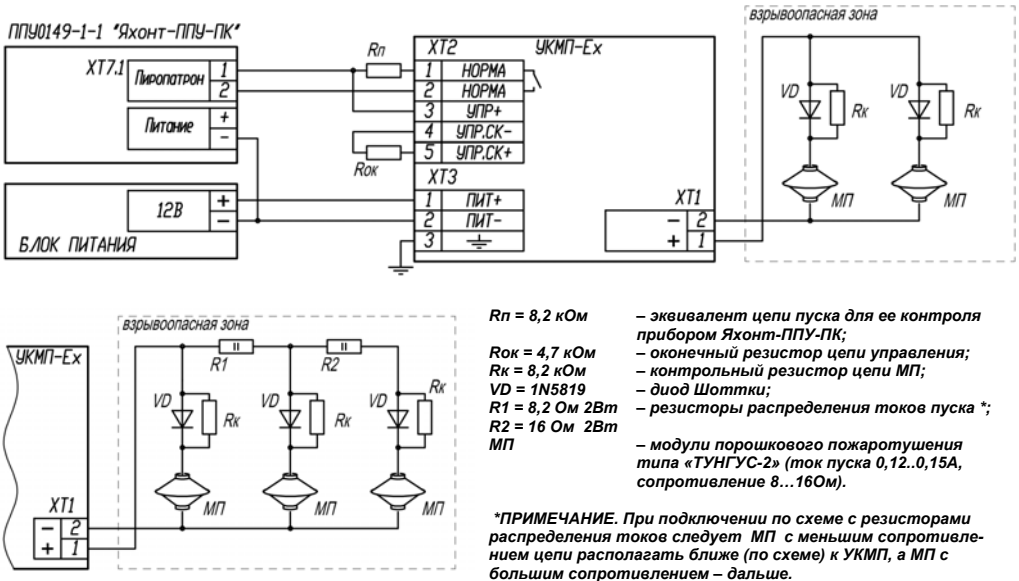 ППУ0149-1-1 "Яхонт-ППУ-ПК"
XT7.1
Пиропатрон
1
2
Питание
+
-
12В
+
-
БЛОК ПИТАНИЯ
Rп
Rок
XT2
УКМП-Ех
1 НОРМА
2 НОРМА
3 УПР+
4 УПР.СК-
5 УПР.СК+
XT3
1 ПИТ+
2 ПИТ-
3
XT1
- 2
+ 1
взрывоопасная зона
VD
Rк
МП
VD
Rк
МП
взрывоопасная зона
УКМП-Ех
R1
R2
VD
Rк
МП
VD
Rк
МП
VD
Rк
МП
XT1
- 2
+ 1
Rп = 8,2 кОм – эквивалент цепи пуска для ее контроля
прибором Яхонт-ППУ-ПК;
Rок = 4,7 кОм – оконечный резистор цепи управления;
Rк = 8,2 кОм – контрольный резистор цепи МП;
VD = 1N5819 – диод Шоттки;
R1 = 8,2 Ом 2Вт – резисторы распределения токов пуска *;
R2 = 16 Ом 2Вт
МП – модули порошкового пожаротушения
типа «ТУНГУС-2» (ток пуска 0,12..0,15А,
сопротивление 8...16Ом).
*ПРИМЕЧАНИЕ. При подключении по схеме с резисторами
распределения токов следует МП с меньшим сопротивле-
нием цепи располагать ближе (по схеме) к УКМП, а МП с
большим сопротивлением – дальше.